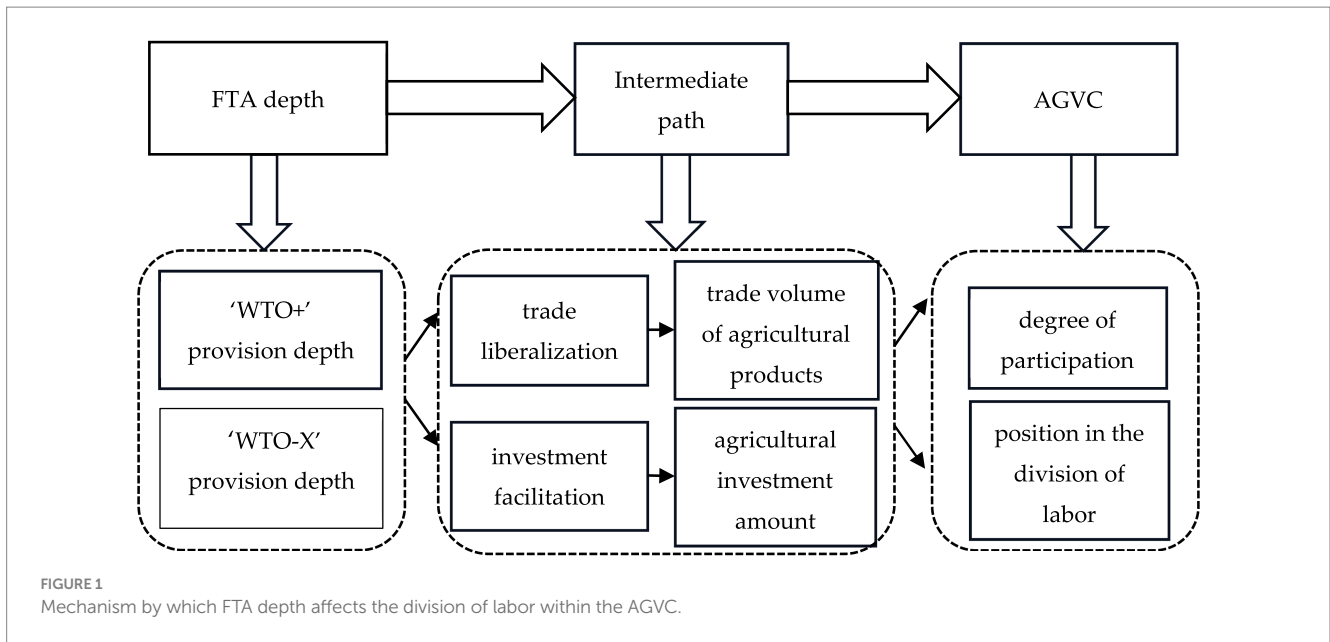 FTA depth
Intermediate
path
AGVC
‘WTO+’
provision depth
‘WTO-X’
provision depth
trade
liberalization
trade volume
of agricultural
products
investment
facilitation
agricultural
investment
amount
degree of
participation
position in the
division of
labor
FIGURE 1
Mechanism by which FTA depth affects the division of labor within the AGVC.